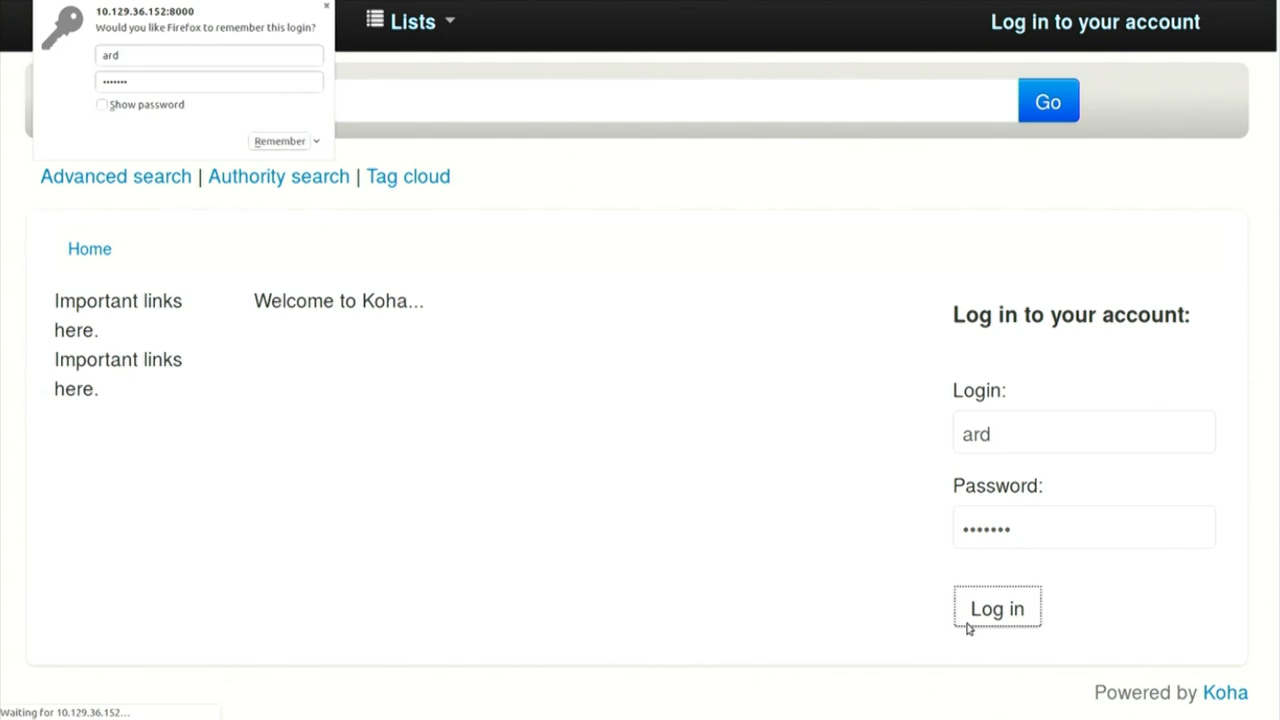 10.129.36.152:8000
Would you like Firefox to remember this login?
ard
•••••••
Show password
Remember
Lists
Log in to your account
Go
Advanced search | Authority search | Tag cloud
Home
Important links
here.
Important links
here.
Welcome to Koha...
Log in to your account:
Login:
ard
Password:
•••••••
Log in
Powered by Koha
Waiting for 10.129.36.152...